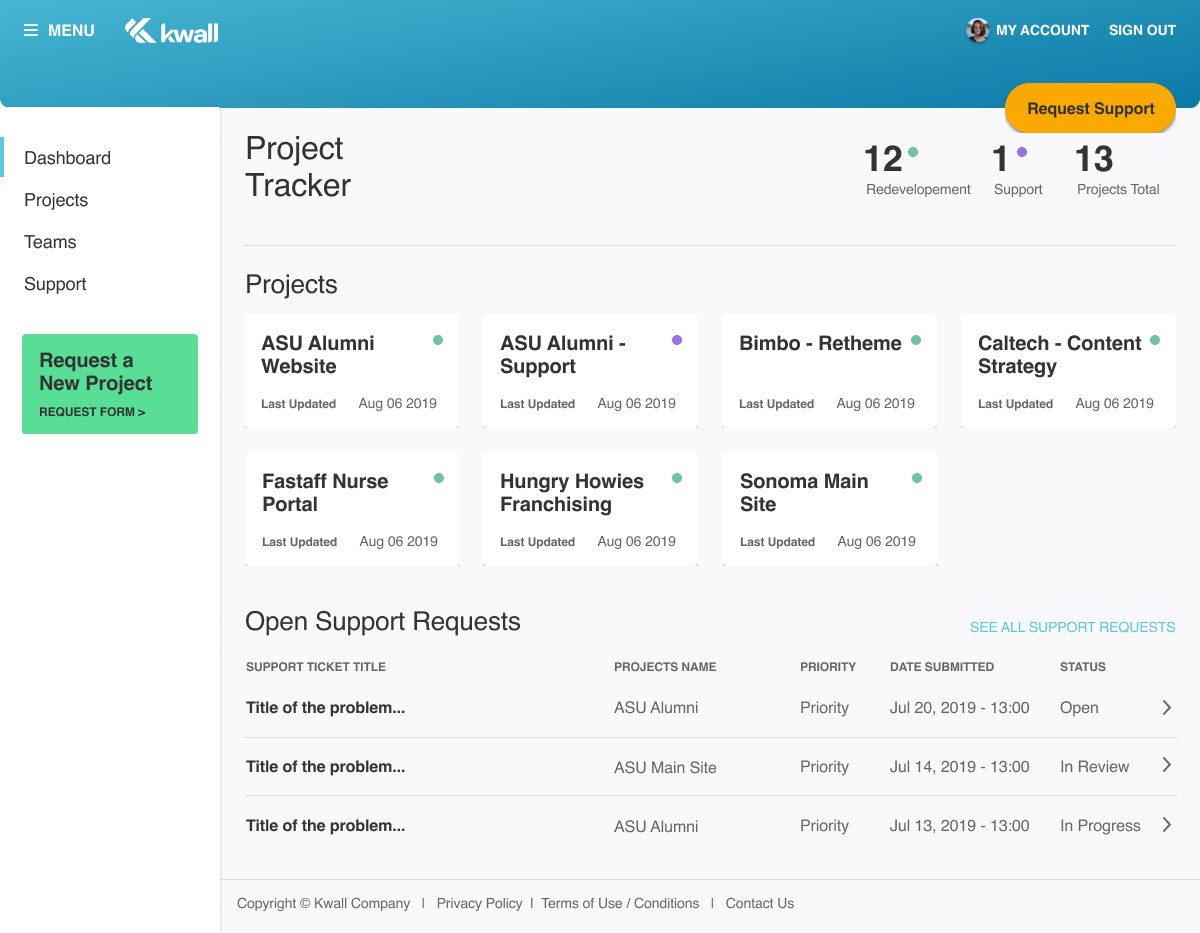 MENU
kwall
MY ACCOUNT
SIGN OUT
Request Support
Dashboard
Projects
Teams
Support
Request a
New Project
REQUEST FORM >
Project
Tracker
12
Redevelopement
1
Support
13
Projects Total
Projects
ASU Alumni
Website
Last Updated Aug 06 2019
ASU Alumni -
Support
Last Updated Aug 06 2019
Bimbo - Retheme
Last Updated Aug 06 2019
Caltech - Content
Strategy
Last Updated Aug 06 2019
Fastaff Nurse
Portal
Last Updated Aug 06 2019
Hungry Howies
Franchising
Last Updated Aug 06 2019
Sonoma Main
Site
Last Updated Aug 06 2019
Open Support Requests
SEE ALL SUPPORT REQUESTS
SUPPORT TICKET TITLE PROJECTS NAME PRIORITY DATE SUBMITTED STATUS
Title of the problem... ASU Alumni Priority Jul 20, 2019 - 13:00 Open
Title of the problem... ASU Main Site Priority Jul 14, 2019 - 13:00 In Review
Title of the problem... ASU Alumni Priority Jul 13, 2019 - 13:00 In Progress
Copyright © Kwall Company | Privacy Policy | Terms of Use / Conditions | Contact Us